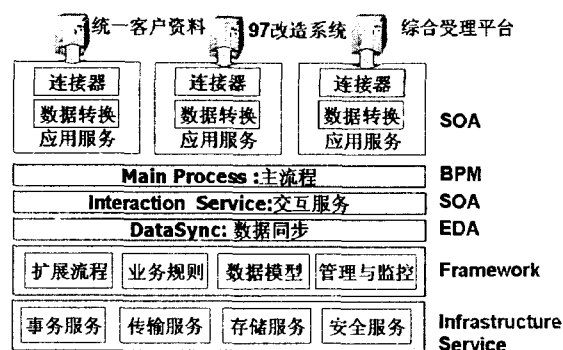 统一客户资料 97改造系统 综合受理平台
连接器 连接器 连接器
数据转换 数据转换 数据转换
应用服务 应用服务 应用服务 SOA
Main Process :主流程 BPM
Interaction Service:交互服务 SOA
DataSync: 数据同步 EDA
扩展流程 业务规则 数据模型 管理与监控 Framework
事务服务 传输服务 存储服务 安全服务 Infrastructure
Service